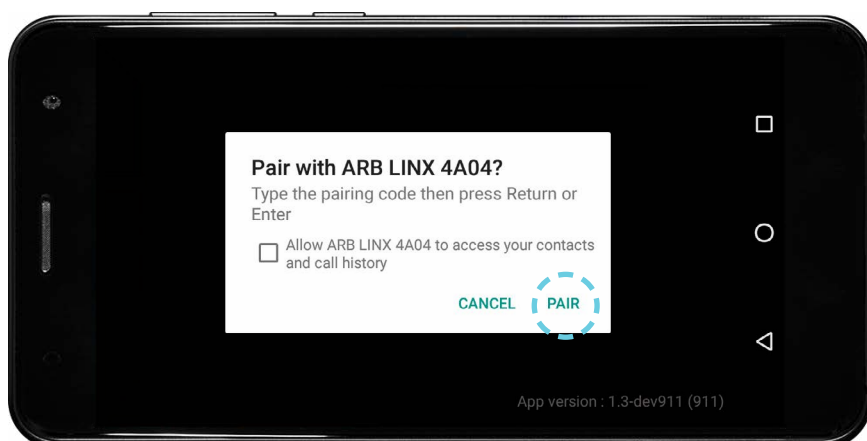 Pair with ARB LINX 4A04?
Type the pairing code then press Return or
Enter
Allow ARB LINX 4A04 to access your contacts
and call history
CANCEL PAIR
App version : 1.3-dev911 (911)